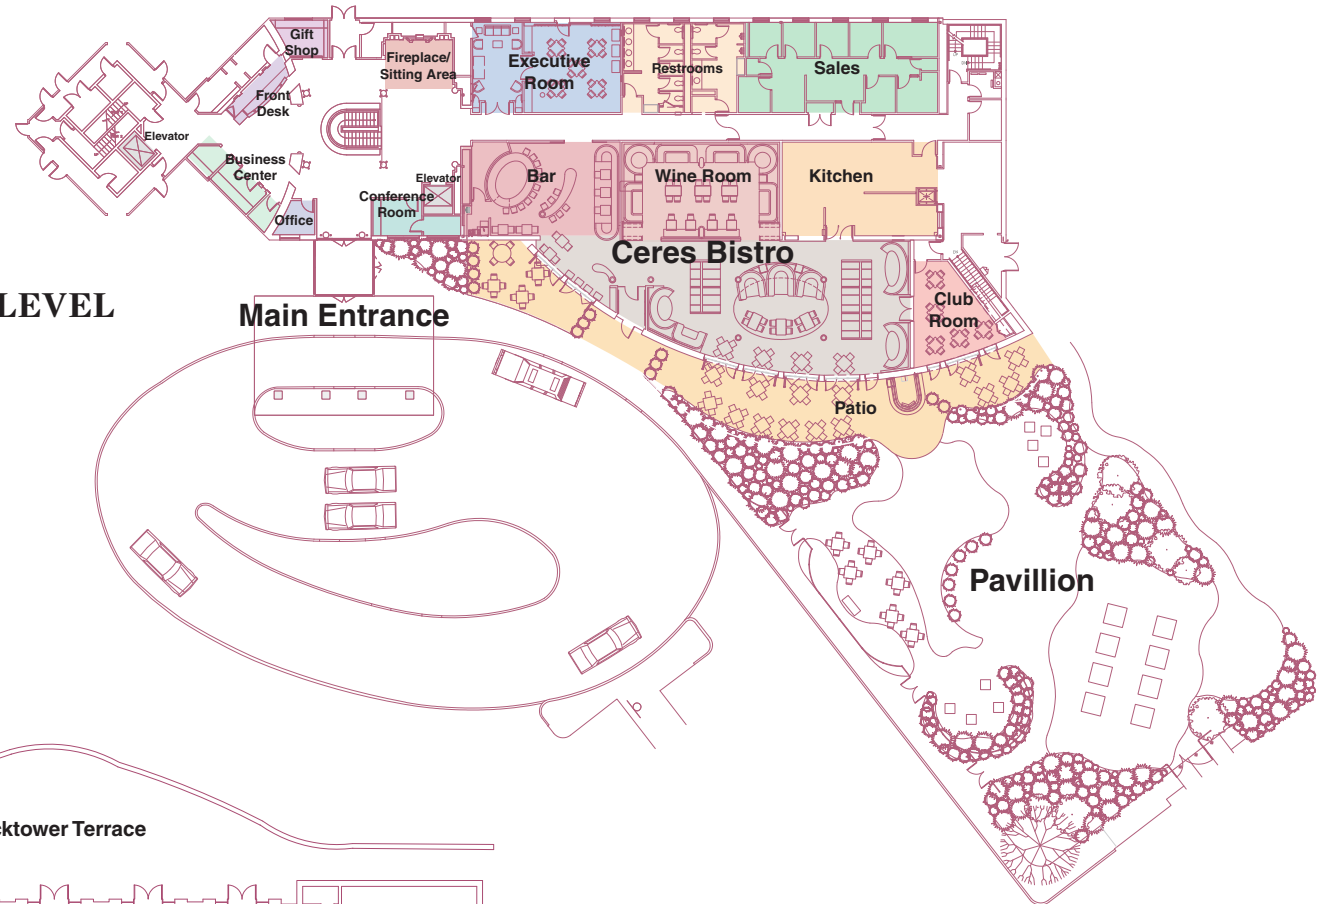 Gift
Shop
Fireplace/
Sitting Area
Executive
Room
Restrooms
Sales
Front
Desk
Elevator
Business
Center
Elevator
Conference
Room
Office
Bar
Wine Room
Kitchen
Ceres Bistro
Club
Room
LEVEL
Main Entrance
Patio
Pavillion
Terrace